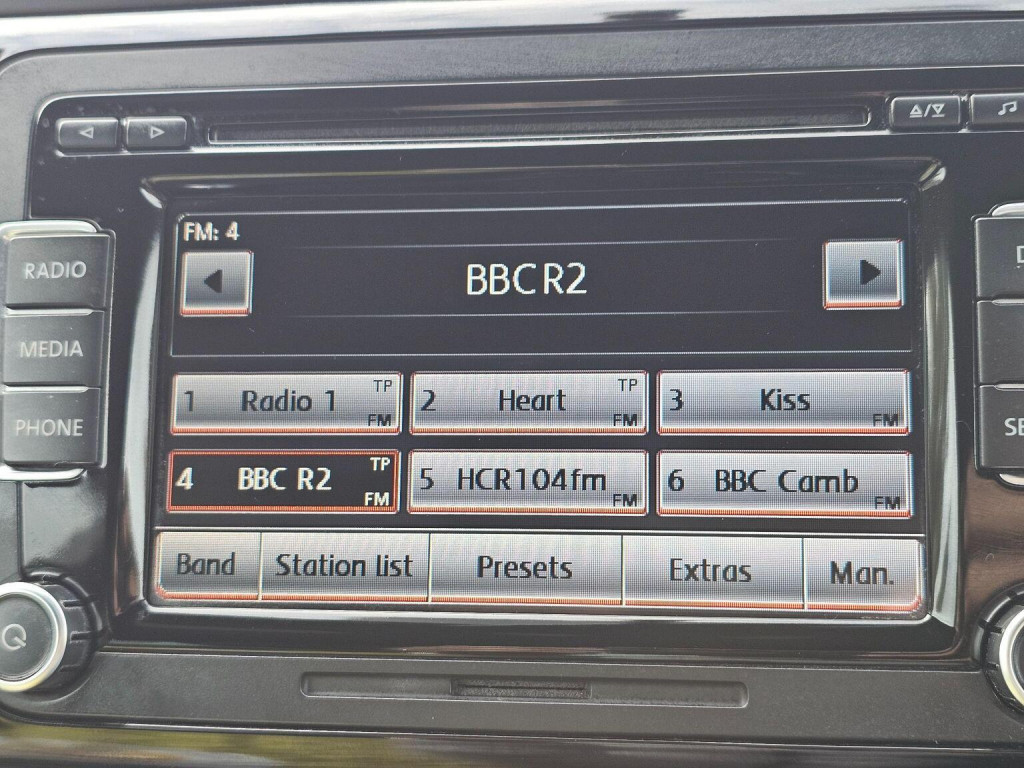 FM: 4
BBC R2
RADIO
MEDIA
PHONE
1 Radio 1 TP FM
2 Heart TP FM
3 Kiss FM
4 BBC R2 TP FM
5 HCR104fm FM
6 BBC Camb FM
Band Station list Presets Extras Man.